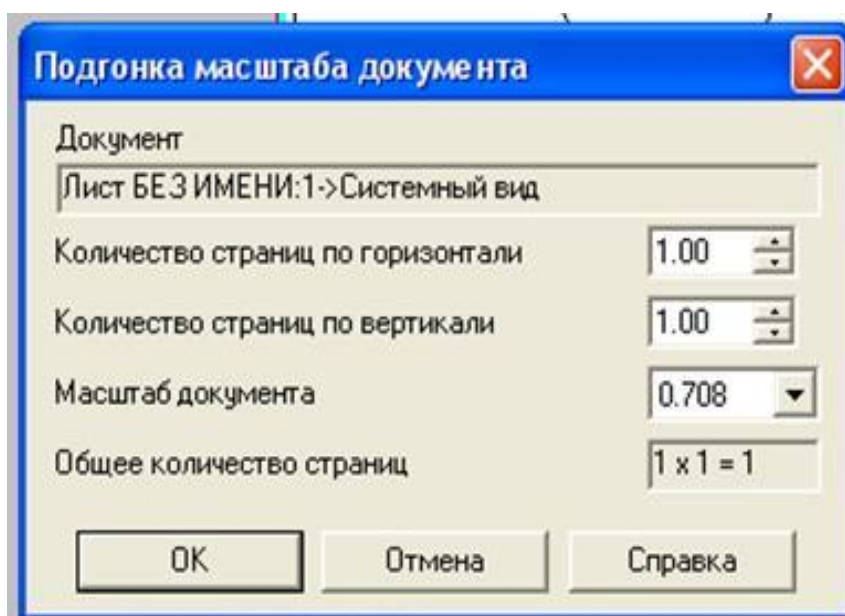 Подгонка масштаба документа
Документ
Лист БЕЗ ИМЕНИ:1->Системный вид
Количество страниц по горизонтали 1.00
Количество страниц по вертикали 1.00
Масштаб документа 0.708
Общее количество страниц 1 x 1 = 1
OK Отмена Справка